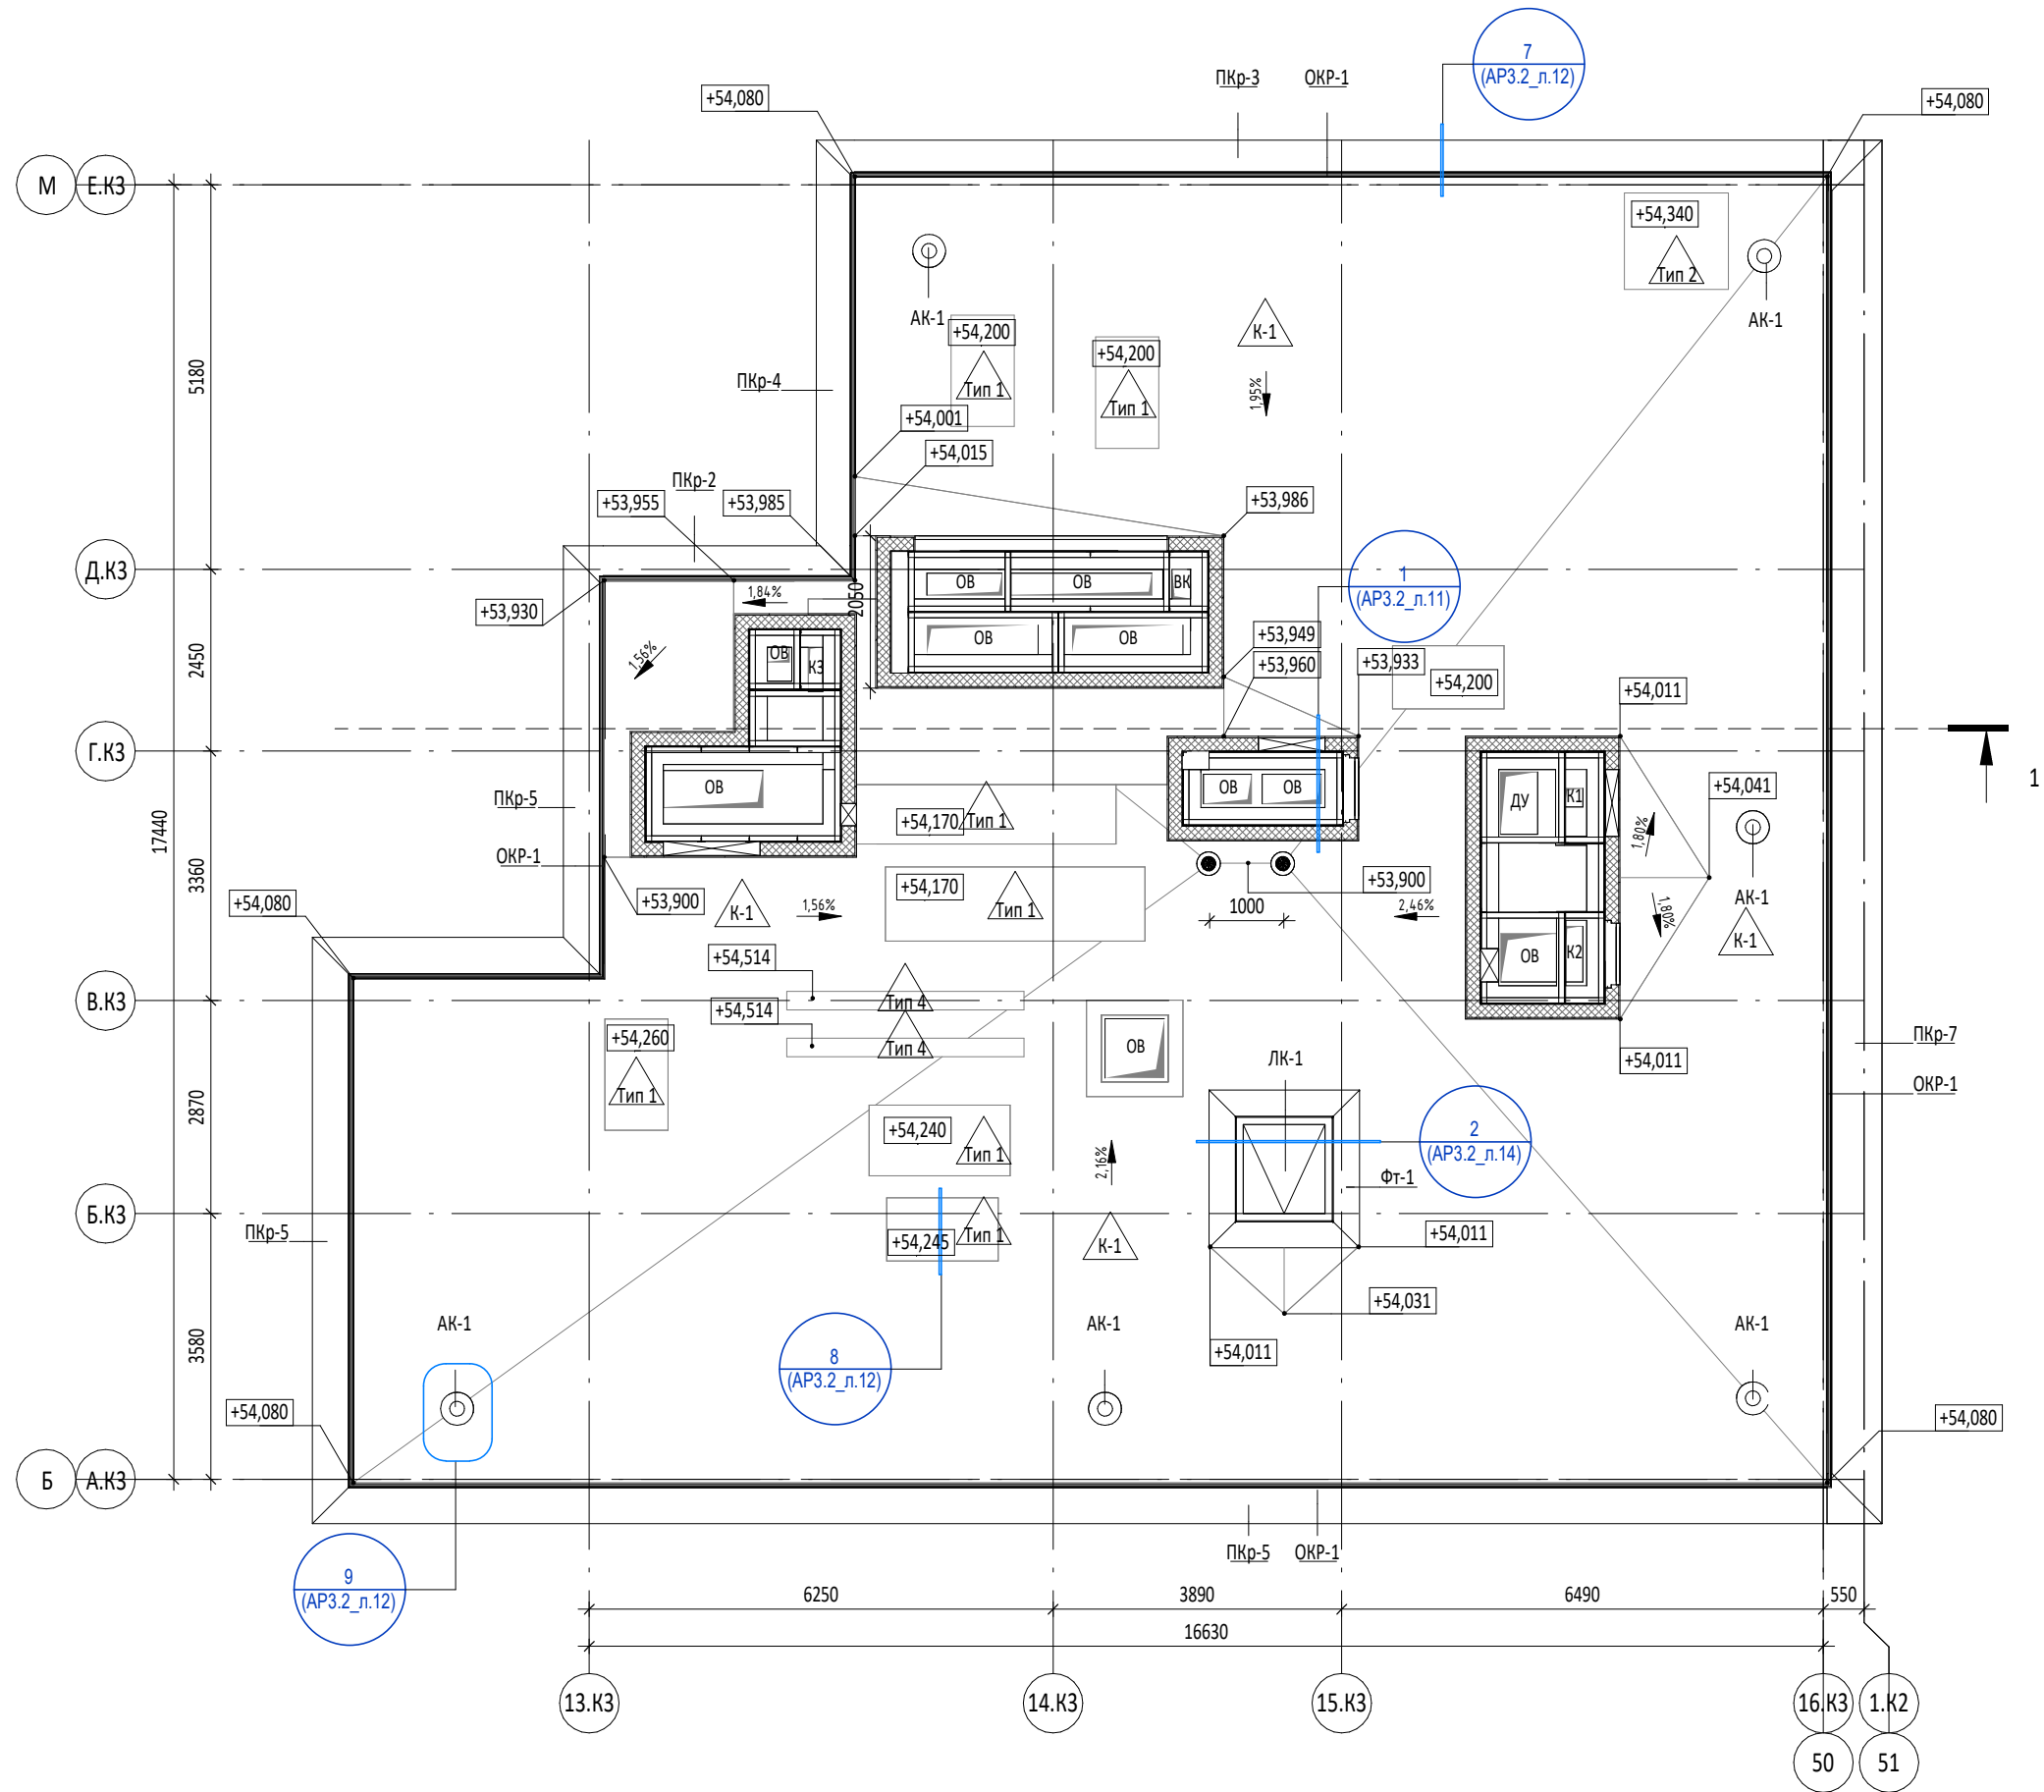 7
(АР3.2_л.12)
ПКр-3
ОКР-1
+54,080
+54,080
М
Е.К3
+54,340
Тип 2
АК-1
АК-1
К-1
+54,200
Тип 1
+54,200
Тип 1
5180
ПКр-4
1,95%
+54,001
+54,015
ПКр-2
+53,955
+53,985
+53,986
Д.К3
1
(АР3.2_л.11)
ОВ
ОВ
ВК
1,84%
2050
+53,930
ОВ
ОВ
+53,949
+53,960
+53,933
1,56%
ОВ
К3
2450
+54,200
+54,011
Г.К3
1
ОВ
ОВ
ОВ
ДУ
К1
+54,041
ПКр-5
17440
+54,170
Тип 1
1,80%
ОКР-1
3360
+53,900
+54,170
Тип 1
+53,900
К-1
1,56%
1000
2,46%
АК-1
1,80%
К-1
+54,080
ОВ
К2
+54,514
Тип 4
В.К3
+54,514
Тип 4
+54,260
Тип 1
ОВ
ЛК-1
+54,011
ПКр-7
ОКР-1
2870
+54,240
Тип 1
2
(АР3.2_л.14)
2,16%
Фт-1
Б.К3
ПКр-5
+54,245
Тип 1
К-1
+54,011
+54,031
3580
АК-1
АК-1
АК-1
+54,011
8
(АР3.2_л.12)
+54,080
+54,080
Б
А.К3
ПКр-5
ОКР-1
9
(АР3.2_л.12)
6250
3890
6490
550
16630
13.К3
14.К3
15.К3
16.К3
1.К2
50
51